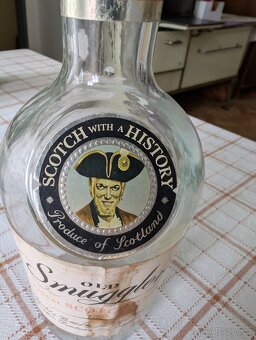 SCOTCH WITH A HISTORY
Produce of Scotland
OLD
Smuggler